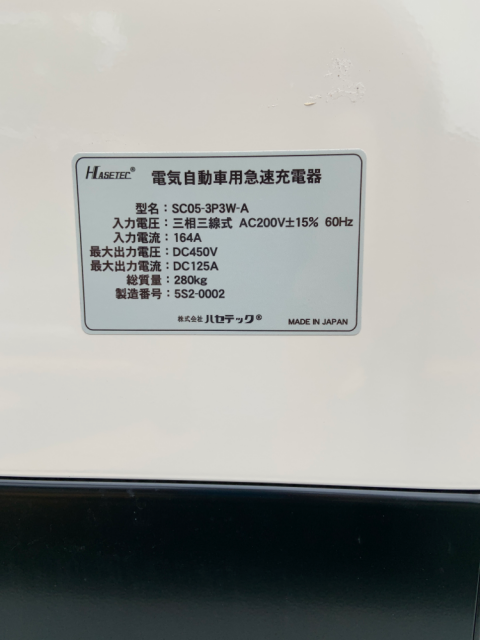 HASETEC® 電気自動車用急速充電器
型名：SC05-3P3W-A
入力電圧：三相三線式 AC200V±15% 60Hz
入力電流：164A
最大出力電圧：DC450V
最大出力電流：DC125A
総質量：280kg
製造番号：5S2-0002
株式会社 ハセテック® MADE IN JAPAN